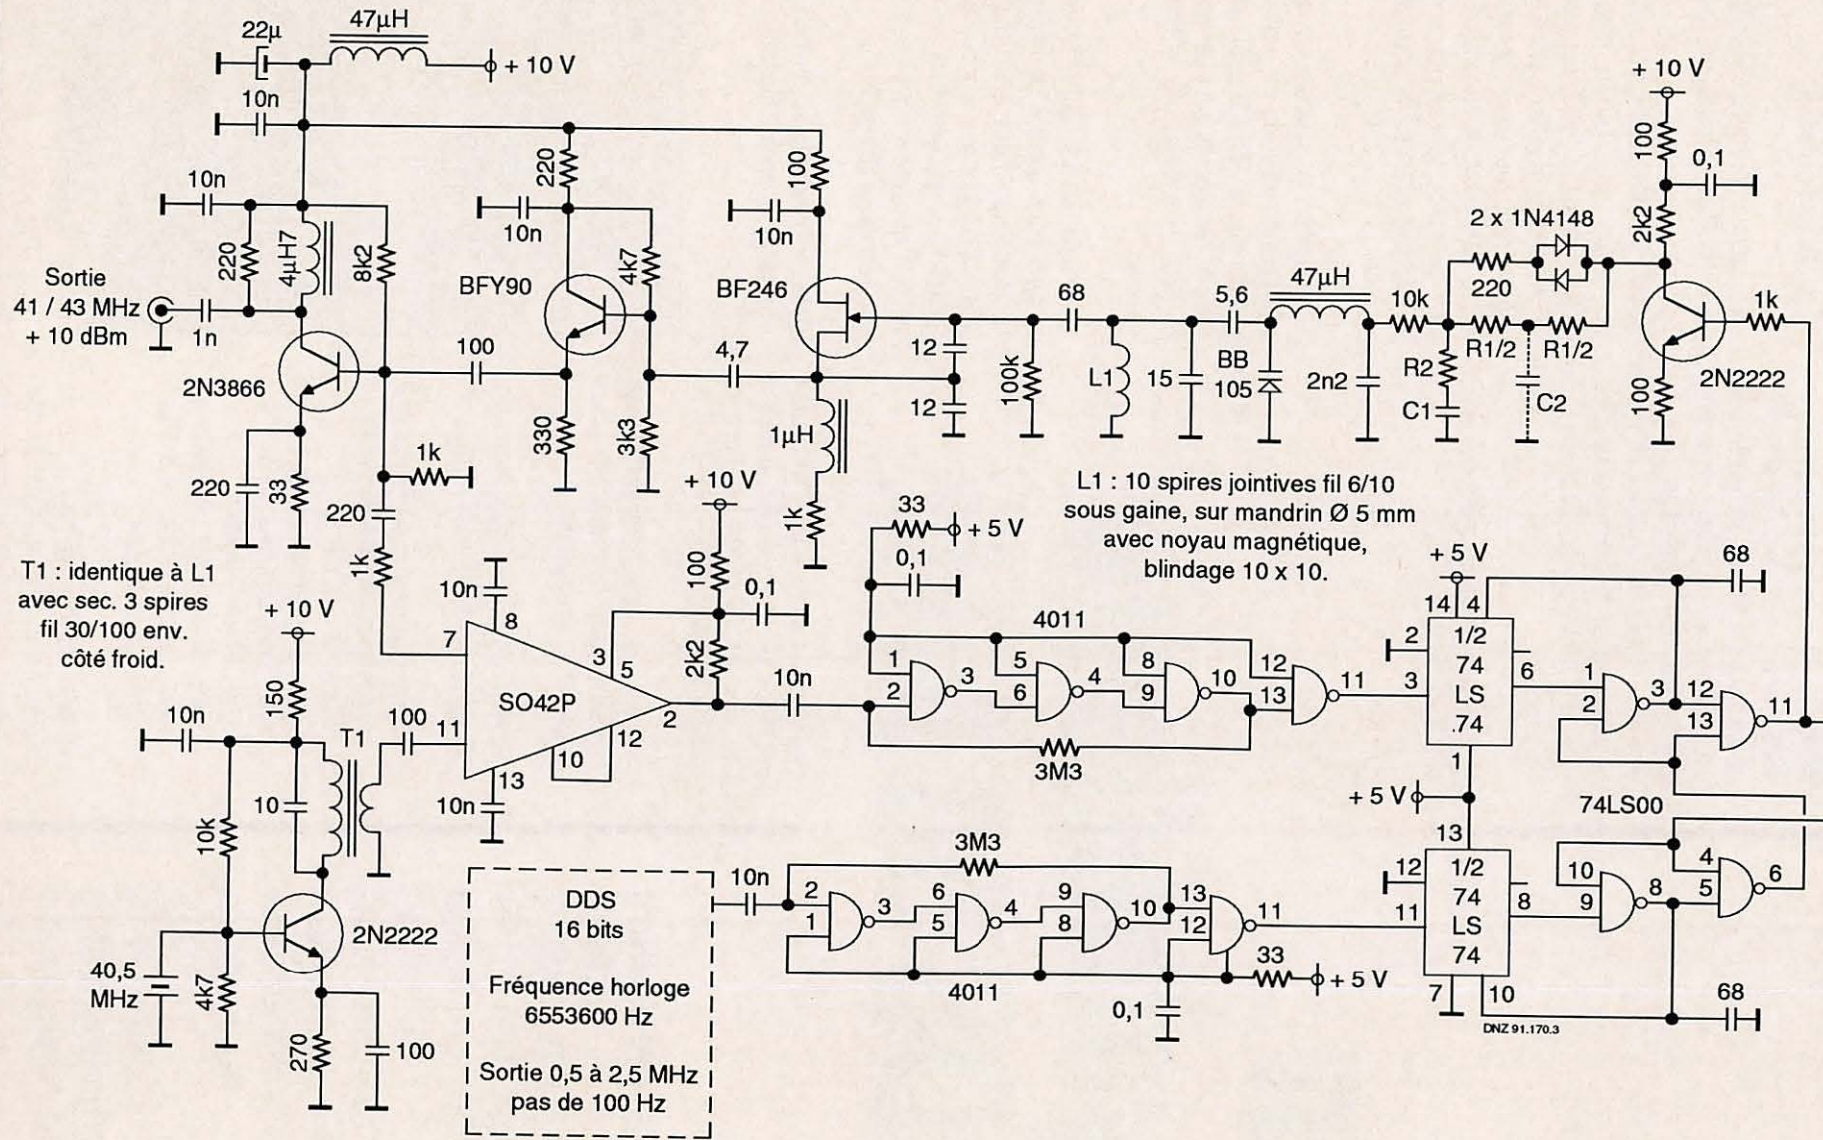 22µ
47µH
+ 10 V
10n
10n
220
4µH7
8k2
Sortie
41 / 43 MHz
+ 10 dBm
1n
2N3866
220
33
1k
220
1k
100
220
10n
BFY90
4k7
330
3k3
4,7
100
10n
BF246
12
12
1µH
1k
100k
68
L1
15
5,6
BB
105
47µH
2n2
10k
R2
C1
220
2 x 1N4148
R1/2
R1/2
C2
+ 10 V
100
0,1
2k2
1k
2N2222
100
L1 : 10 spires jointives fil 6/10
sous gaine, sur mandrin Ø 5 mm
avec noyau magnétique,
blindage 10 x 10.
T1 : identique à L1
avec sec. 3 spires
fil 30/100 env.
côté froid.
+ 10 V
150
10n
T1
10
10k
100
40,5
MHz
4k7
2N2222
270
100
10n
7
8
3
5
SO42P
2
11
12
10
13
10n
+ 10 V
100
0,1
2k2
10n
33
+ 5 V
0,1
4011
1
2
3
5
6
4
8
9
10
12
13
11
3M3
+ 5 V
14
4
2
1/2
74
LS
.74
3
6
1
68
1
2
3
12
13
11
74LS00
+ 5 V
13
12
1/2
74
LS
74
11
8
7
10
DNZ 91.170.3
10
9
8
4
5
6
68
DDS
16 bits
Fréquence horloge
6553600 Hz
Sortie 0,5 à 2,5 MHz
pas de 100 Hz
10n
3M3
2
1
3
6
5
4
9
8
10
13
12
11
4011
33
+ 5 V
0,1